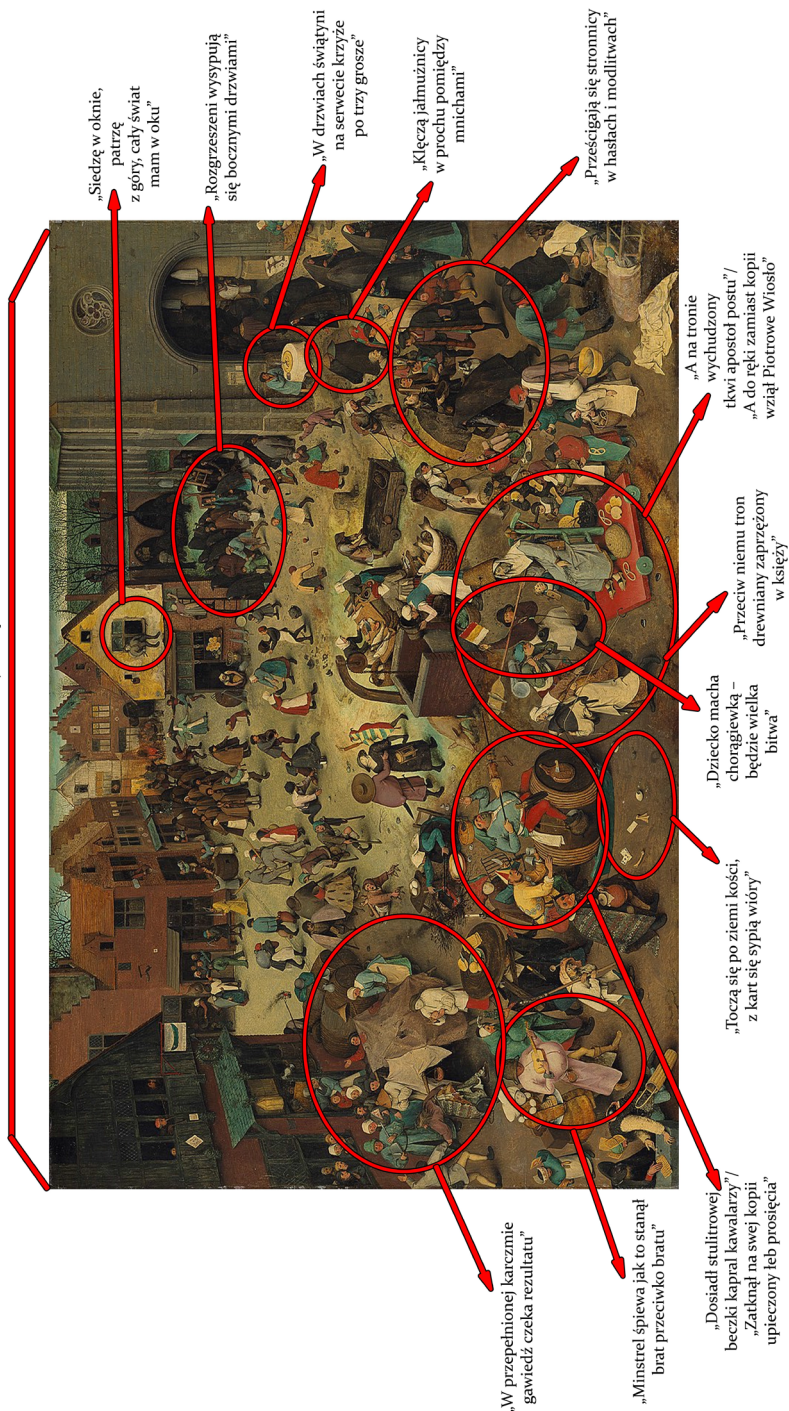 „Siedzę w oknie,
patrzę
z góry, cały świat
mam w oku”
„Rozgrzeszeni wysypują
się bocznymi drzwiami”
„W drzwiach świątyni
na serwecie krzyże
po trzy grosze”
„Klęczą jałmużnicy
w prochu pomiędzy
mnichami”
„Prześcigają się stronnicy
w hasłach i modlitwach”
„W przepełnionej karczmie
gawiedź czeka rezultatu”
„Minstrel śpiewa jak to stanął
brat przeciwko bratu”
„Dosiadł stulitrowej
beczki kapral kawalarzy”/
„Zatknął na swej kopii
upieczony łeb prosięcia”
„Toczą się po ziemi kości,
z kart się sypią wióry”
„Dziecko macha
chorągiewką –
będzie wielka
bitwa”
„Przeciw niemu tron
drewniany zaprzężony
w księży”
„A na tronie
wychudzony
tkwi apostoł postu”/
„A do ręki zamiast kopii
wziął Piotrowe Wiosło”